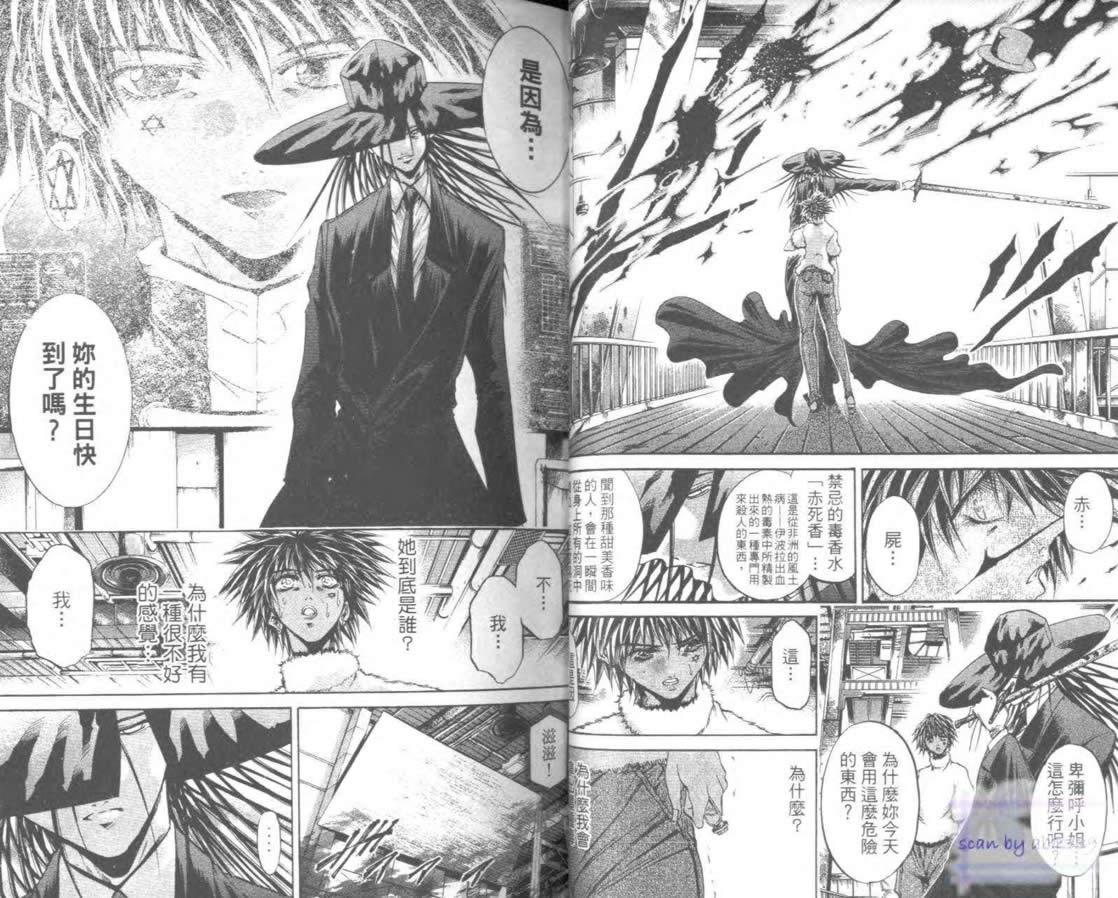 赤…
屍…
禁忌的毒香水
「赤死香」…
這是從非洲的風土
病——伊波拉出血
熱的毒素中所精製
出來的一種專門用
來殺人的東西。
聞到那種甜美香味
的人，會在一瞬間
從身上所有的洞中
卑彌呼小姐…
這怎麼行呢？
為什麼妳今天
會用這麼危險
的東西？
這…
為什麼？
為什麼我會
scan by
是因為…
妳的生日快
到了嗎？
不…
我…
她到底是誰？
為什麼我有
一種很不好
的感覺…
我…
滋滋！
…